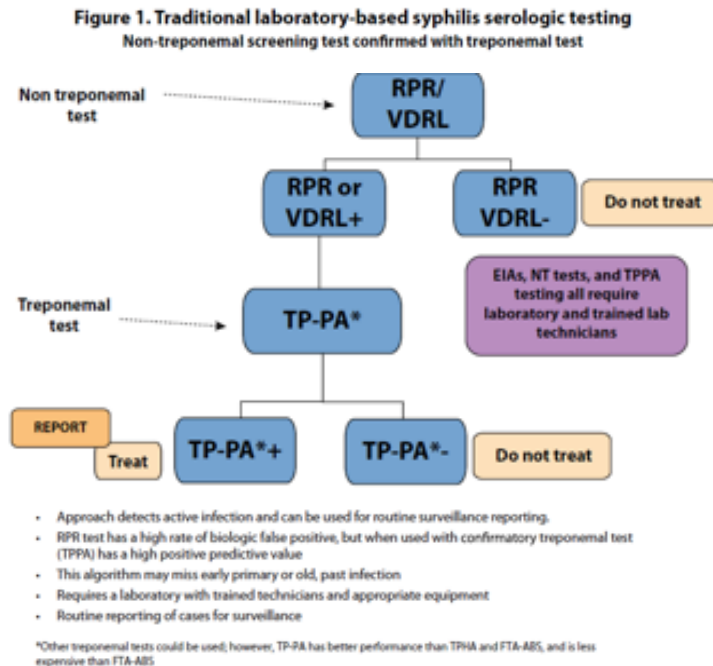 Figure 1. Traditional laboratory-based syphilis serologic testing
Non-treponemal screening test confirmed with treponemal test
Non treponemal
test
RPR/
VDRL
RPR or
VDRL+
RPR
VDRL-
Do not treat
EIAs, NT tests, and TPPA
testing all require
laboratory and trained lab
technicians
Treponemal
test
TP-PA*
REPORT
Treat
TP-PA*+
TP-PA*-
Do not treat
• Approach detects active infection and can be used for routine surveillance reporting.
• RPR test has a high rate of biologic false positive, but when used with confirmatory treponemal test
(TPPA) has a high positive predictive value
• This algorithm may miss early primary or old, past infection
• Requires a laboratory with trained technicians and appropriate equipment
• Routine reporting of cases for surveillance
*Other treponemal tests could be used; however, TP-PA has better performance than TPHA and FTA-ABS, and is less
expensive than FTA-ABS